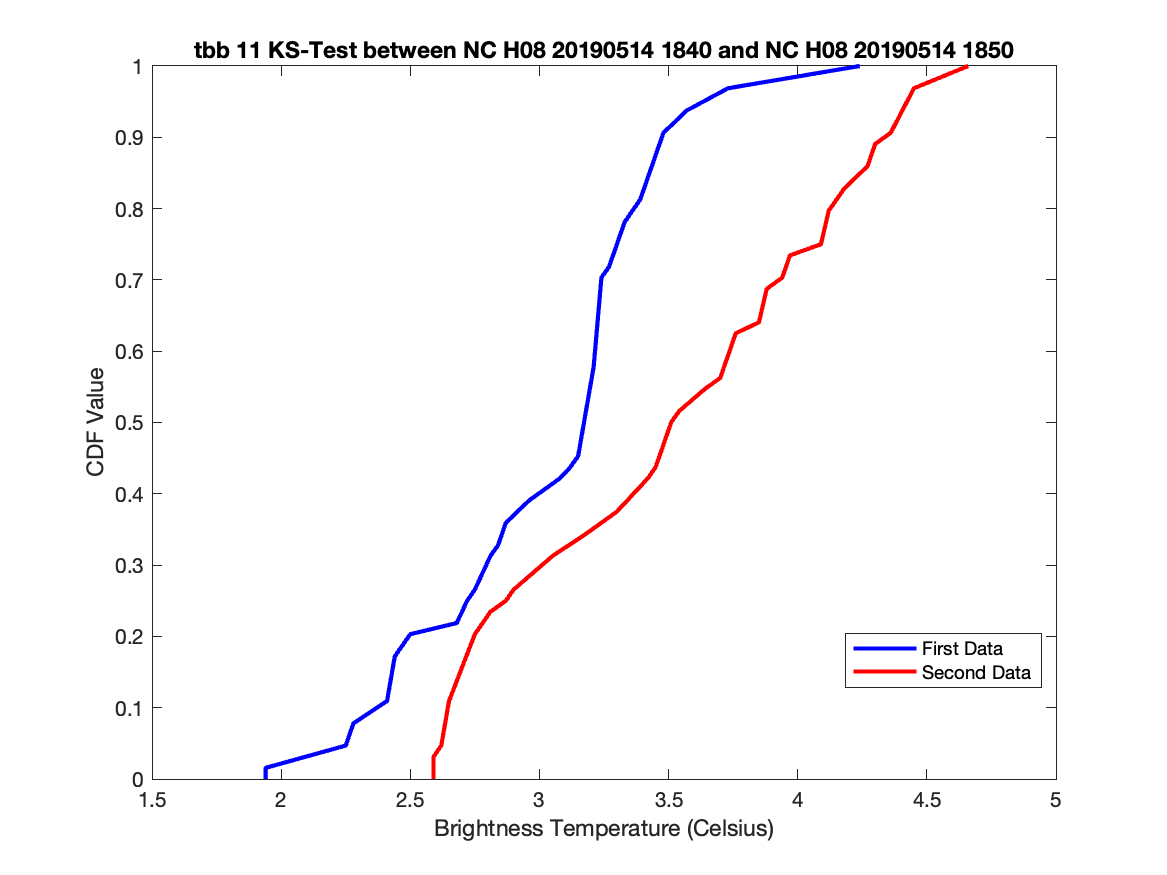 tbb 11 KS-Test between NC H08 20190514 1840 and NC H08 20190514 1850
1
0.9
0.8
0.7
0.6
0.5
0.4
0.3
0.2
0.1
0
CDF Value
First Data
Second Data
1.5 2 2.5 3 3.5 4 4.5 5
Brightness Temperature (Celsius)